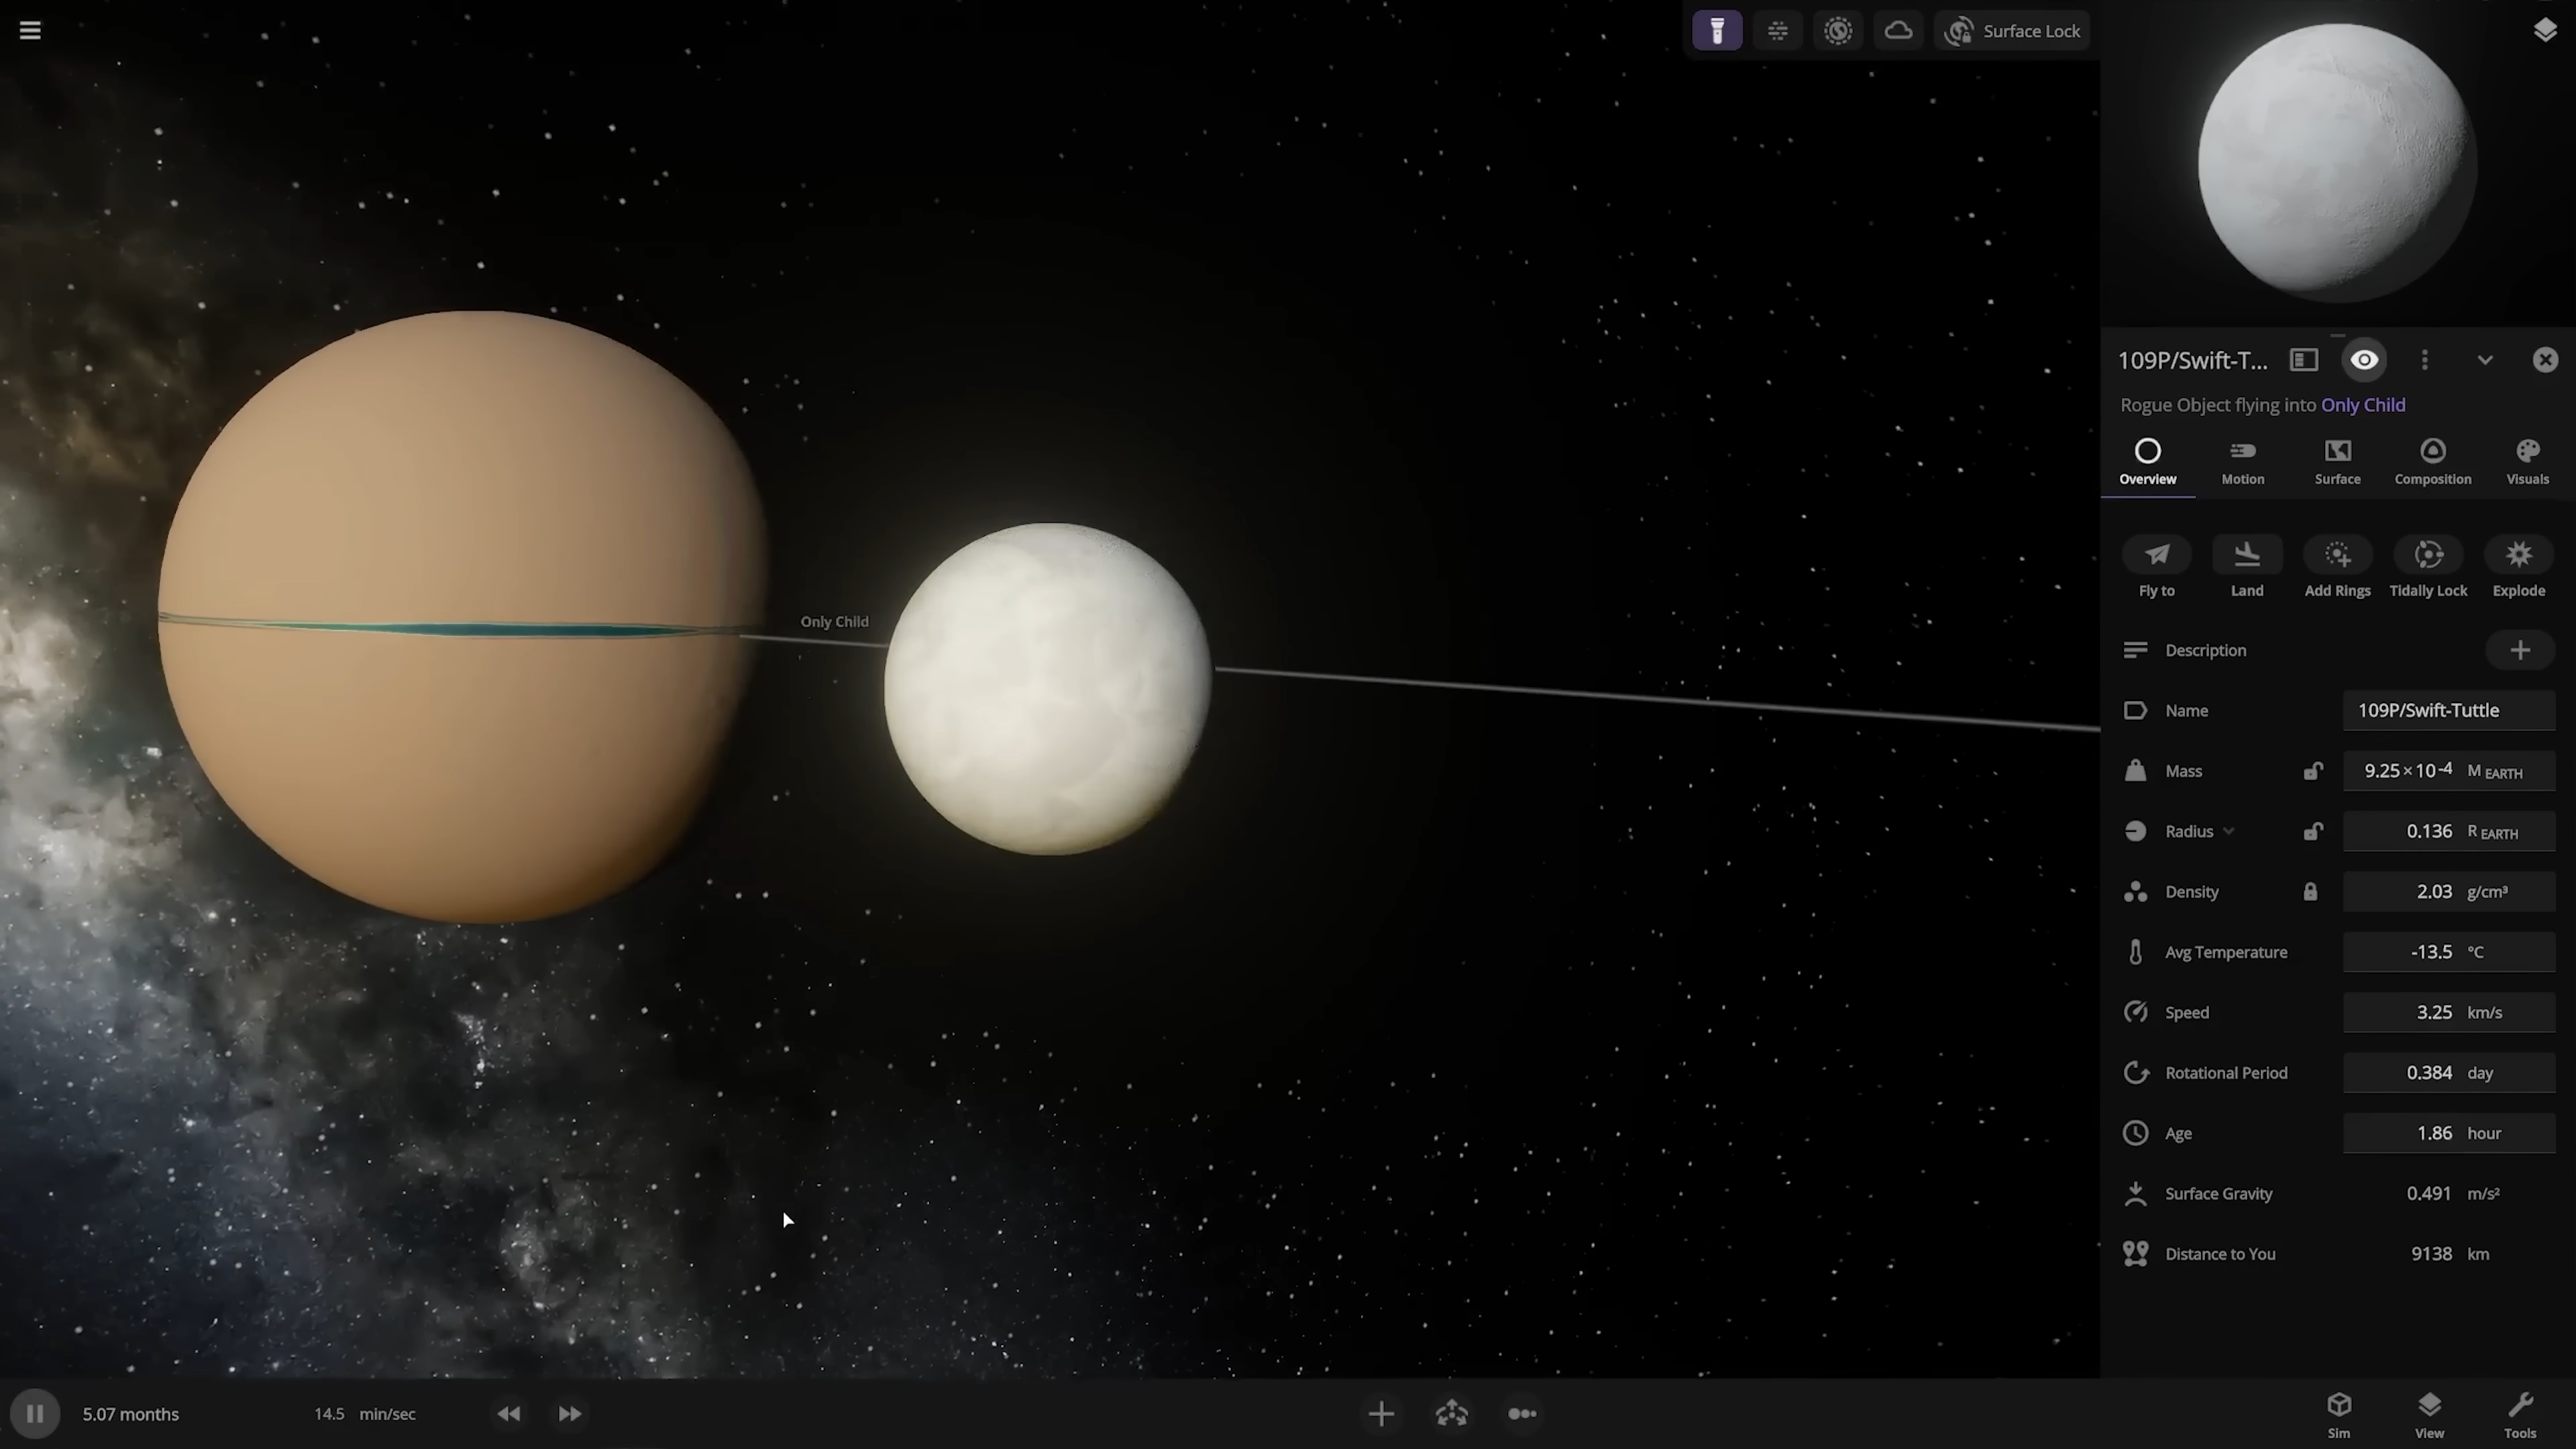 Surface Lock
109P/Swift-T...
Rogue Object flying into Only Child
Overview
Motion
Surface
Composition
Visuals
Fly to
Land
Add Rings
Tidally Lock
Explode
Description
Name 109P/Swift-Tuttle
Mass 9.25×10⁻⁴ M EARTH
Radius 0.136 R EARTH
Density 2.03 g/cm³
Avg Temperature -13.5 °C
Speed 3.25 km/s
Rotational Period 0.384 day
Age 1.86 hour
Surface Gravity 0.491 m/s²
Distance to You 9138 km
Only Child
5.07 months
14.5 min/sec
Sim
View
Tools